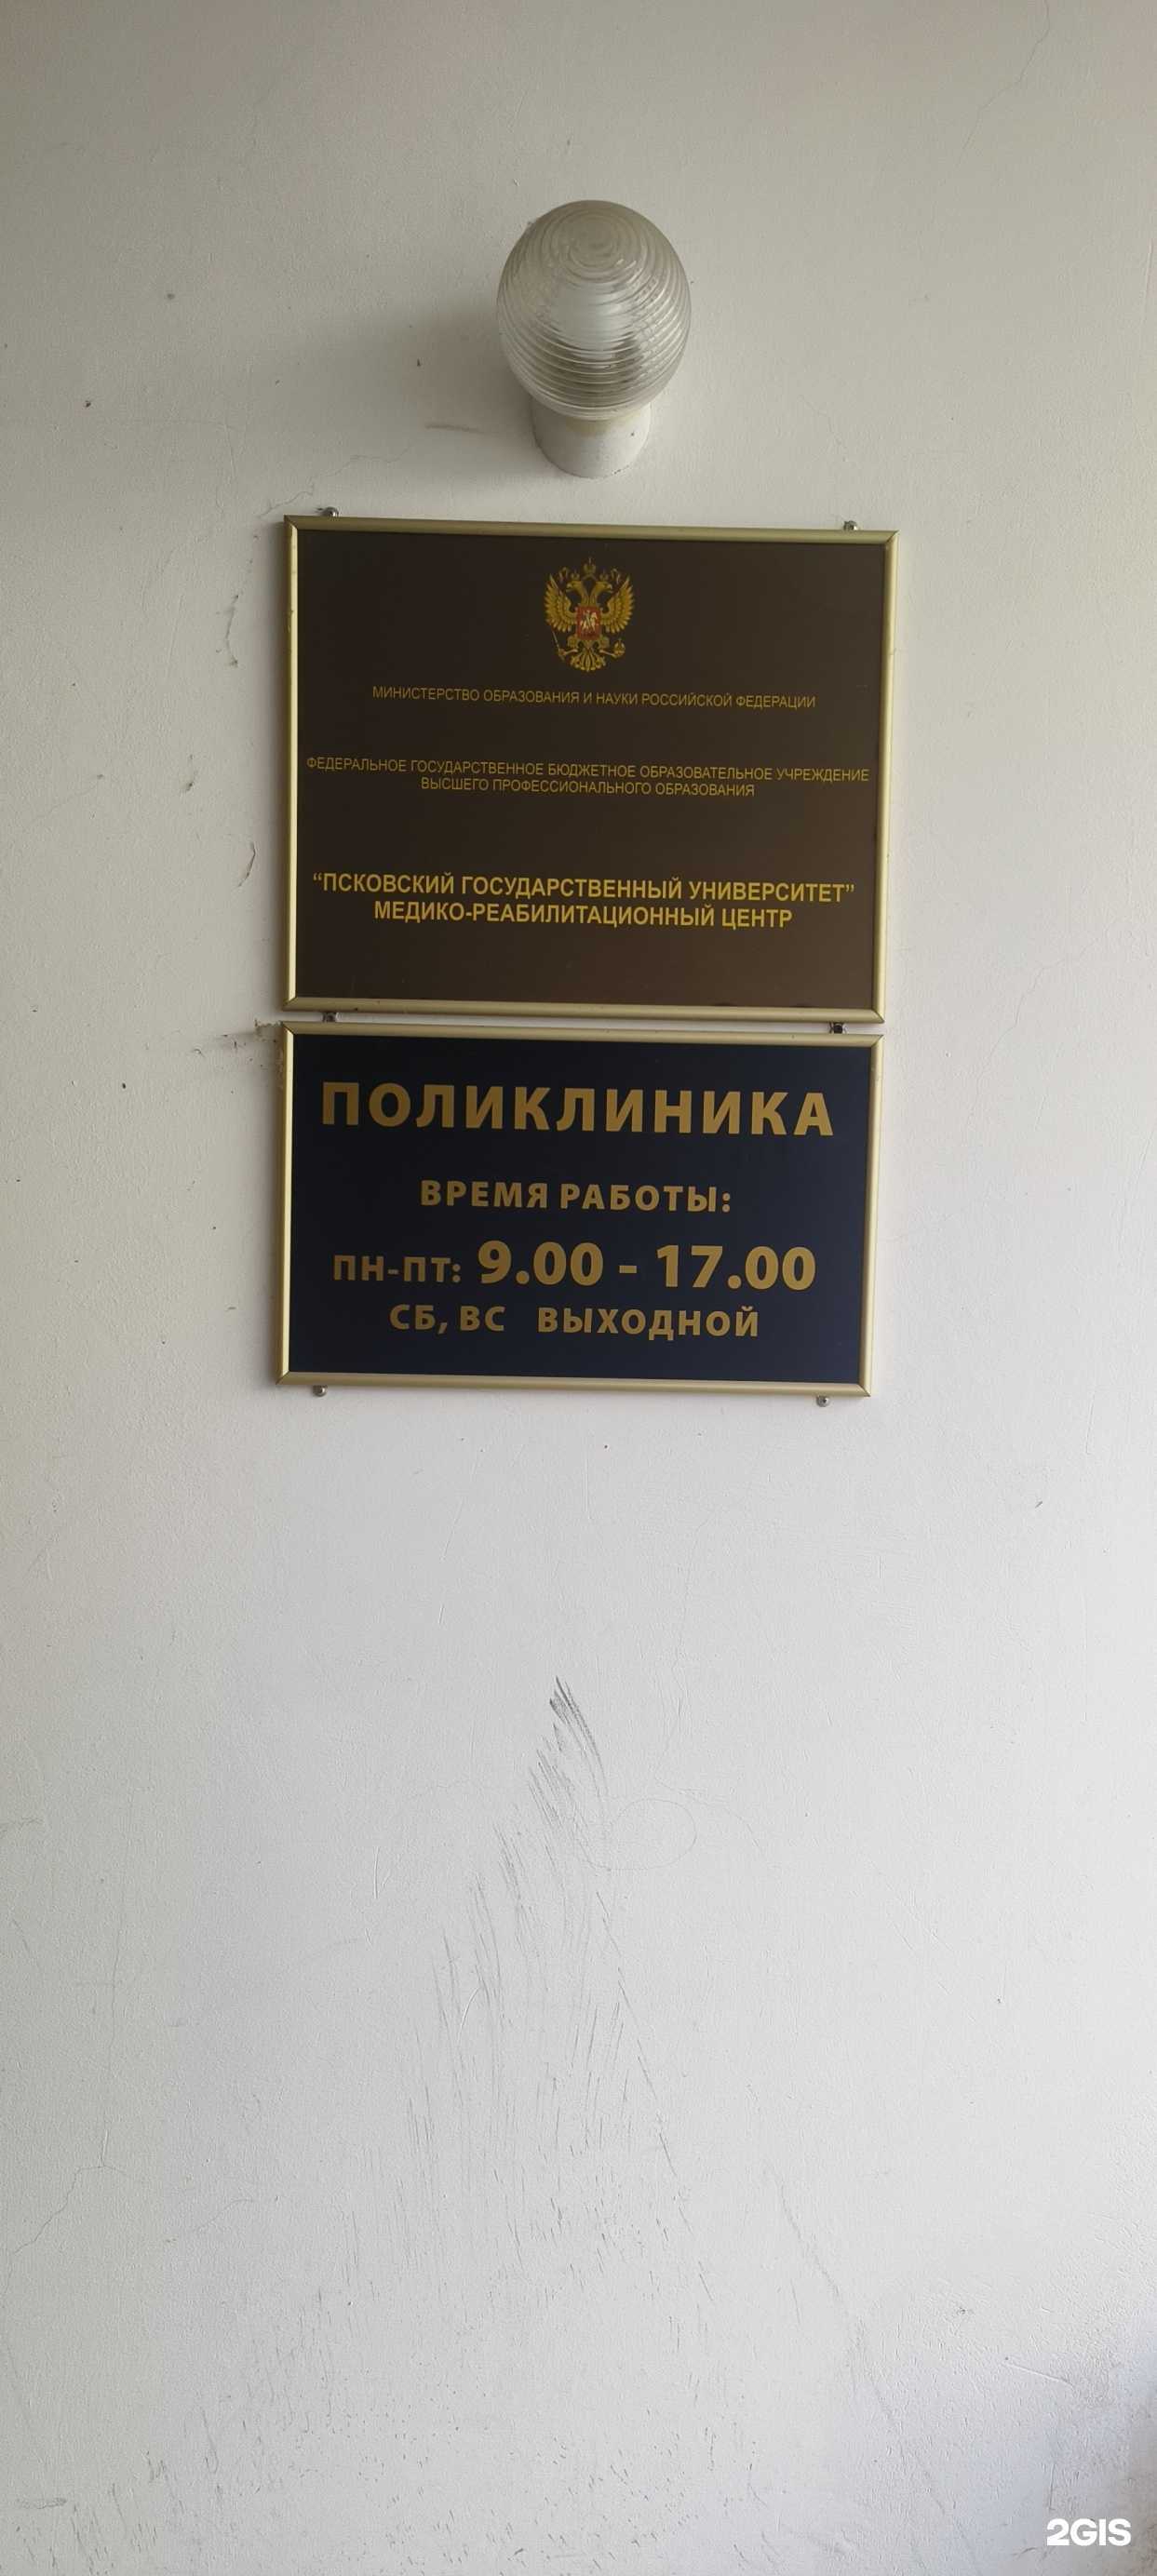 МИНИСТЕРСТВО ОБРАЗОВАНИЯ И НАУКИ РОССИЙСКОЙ ФЕДЕРАЦИИ
ФЕДЕРАЛЬНОЕ ГОСУДАРСТВЕННОЕ БЮДЖЕТНОЕ ОБРАЗОВАТЕЛЬНОЕ УЧРЕЖДЕНИЕ
ВЫСШЕГО ПРОФЕССИОНАЛЬНОГО ОБРАЗОВАНИЯ
“ПСКОВСКИЙ ГОСУДАРСТВЕННЫЙ УНИВЕРСИТЕТ”
МЕДИКО-РЕАБИЛИТАЦИОННЫЙ ЦЕНТР
ПОЛИКЛИНИКА
ВРЕМЯ РАБОТЫ:
ПН-ПТ: 9.00 - 17.00
СБ, ВС ВЫХОДНОЙ
2GIS